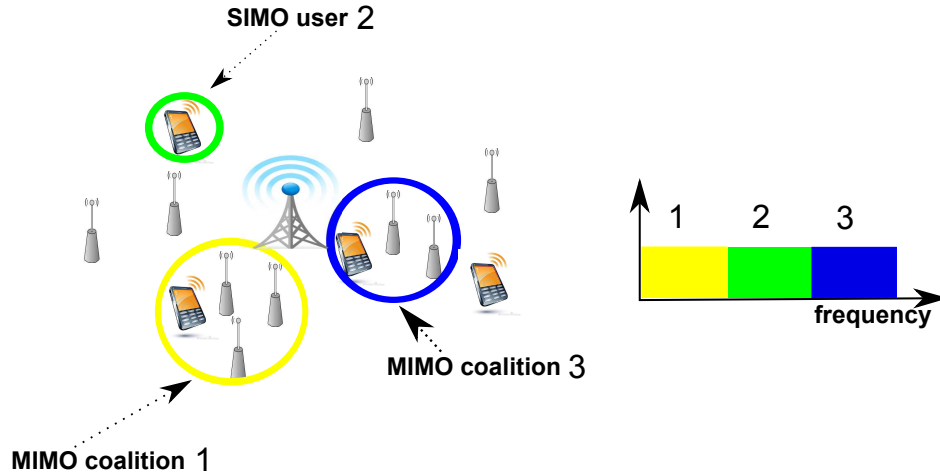 SIMO user 2
1 2 3
frequency
MIMO coalition 3
MIMO coalition 1